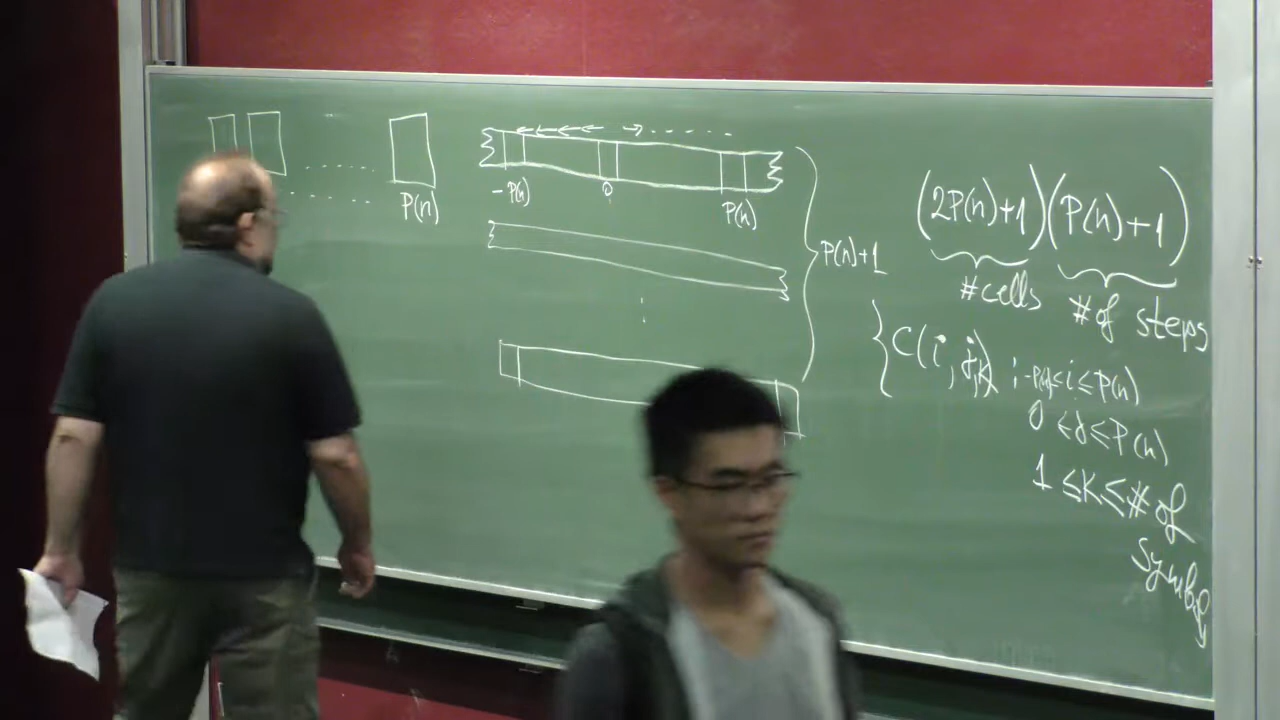 P(n)
-P(n) 0 P(n)
P(n)+1
(2P(n)+1)(P(n)+1)
#cells # of steps
{C(i,j,k) ; -P(n)≤i≤P(n)
0≤j≤P(n)
1≤K≤# of
symbols